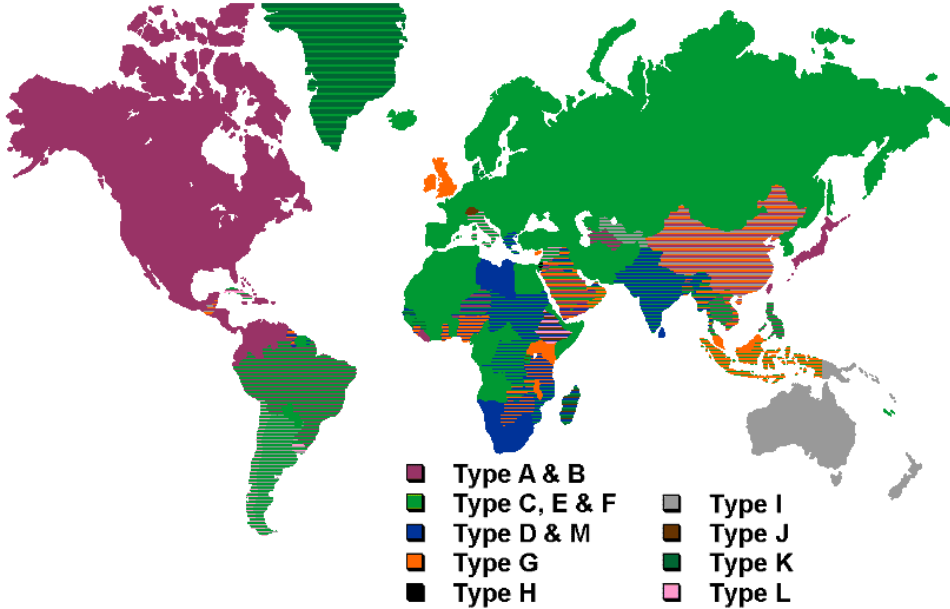 Type A & B
Type C, E & F
Type D & M
Type G
Type H
Type I
Type J
Type K
Type L